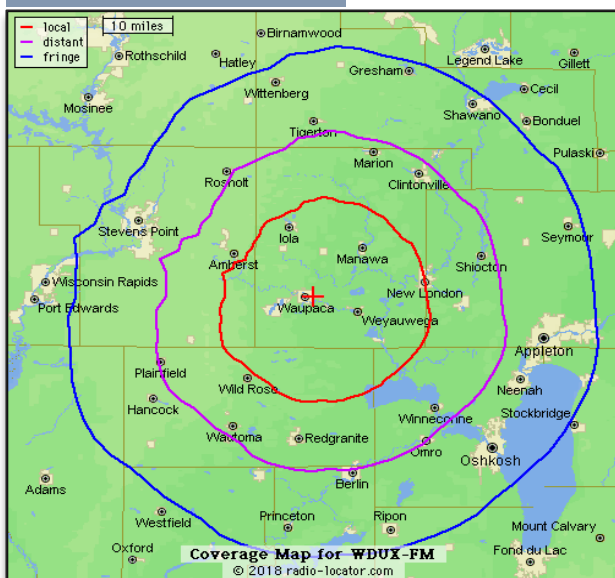 local
distant
fringe
10 miles
Birnamwood
Rothschild
Hatley
Legend Lake
Gillett
Gresham
Wittenberg
Cecil
Mosinee
Shawano
Bonduel
Tigerton
Pulaski
Marion
Rosholt
Clintonville
Stevens Point
Iola
Seymour
Manawa
Amherst
Shiocton
Wisconsin Rapids
New London
Port Edwards
Waupaca
Weyauwega
Appleton
Plainfield
Neenah
Wild Rose
Hancock
Winneconne
Stockbridge
Wautoma
Redgranite
Omro
Oshkosh
Berlin
Adams
Westfield
Princeton
Ripon
Mount Calvary
Oxford
Coverage Map for WDUX-FM
Fond du Lac
© 2018 radio-locator.com